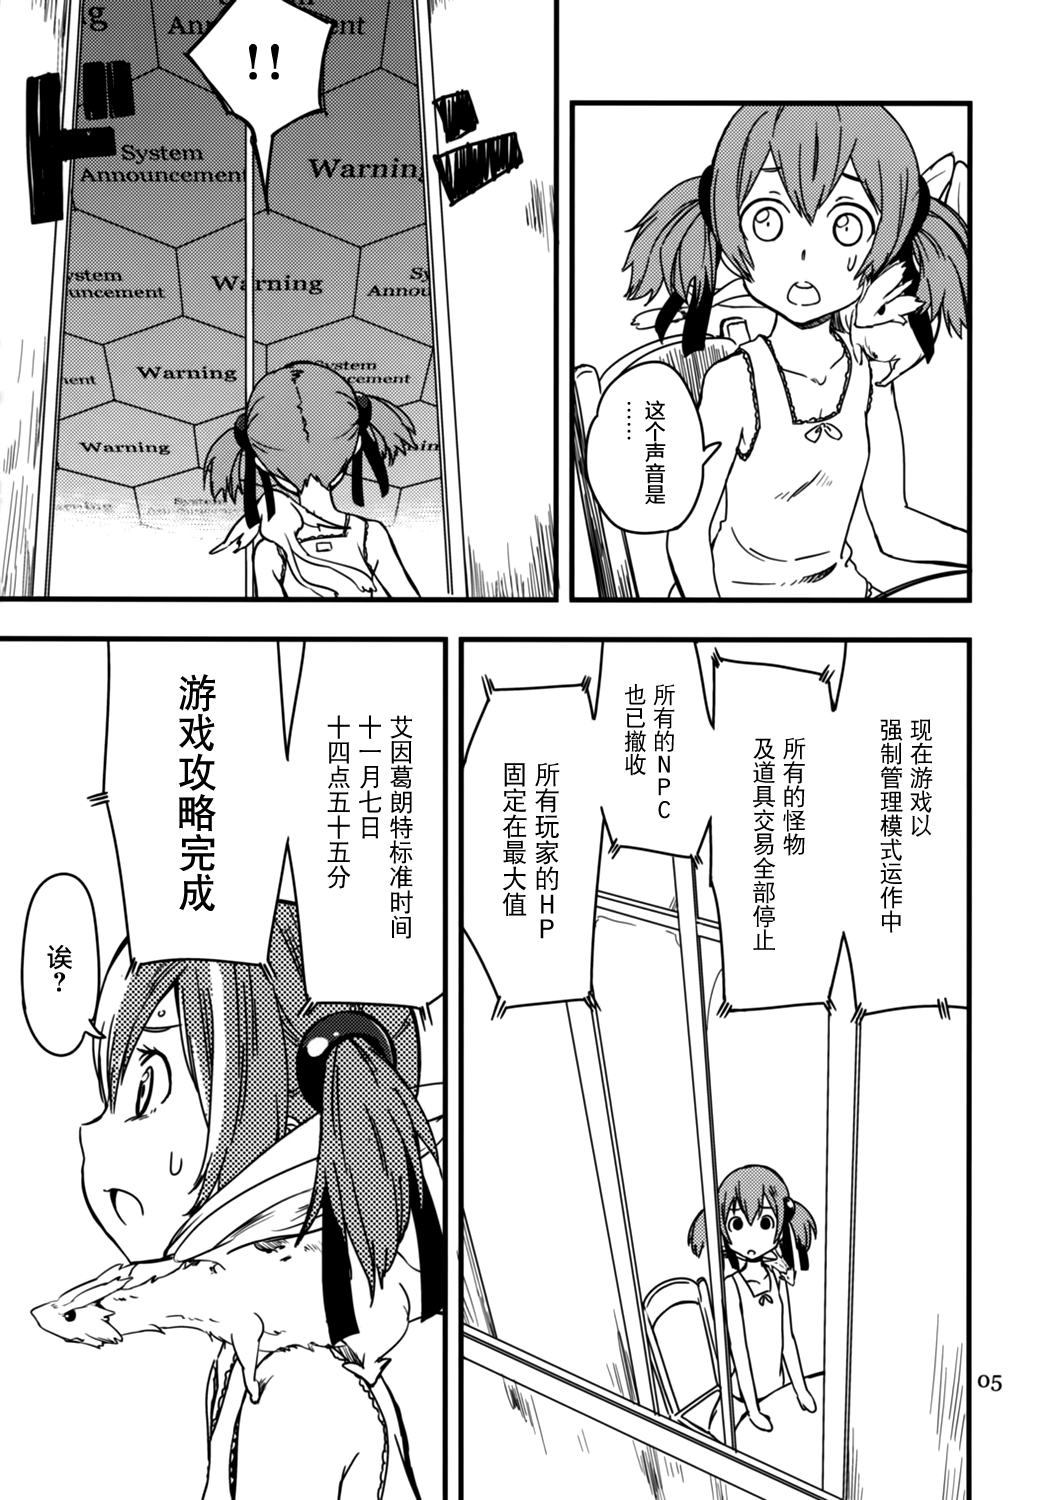 这个声音是
……
!!
System
Announcement
Warning
System
Announcement
Warning
Warning
Warning
现在游戏以
强制管理模式运作中
所有的怪物
及道具交易全部停止
所有的NPC
也已撤收
所有玩家的HP
固定在最大值
艾因葛朗特标准时间
十一月七日
十四点五十五分
游戏攻略完成
诶?
05